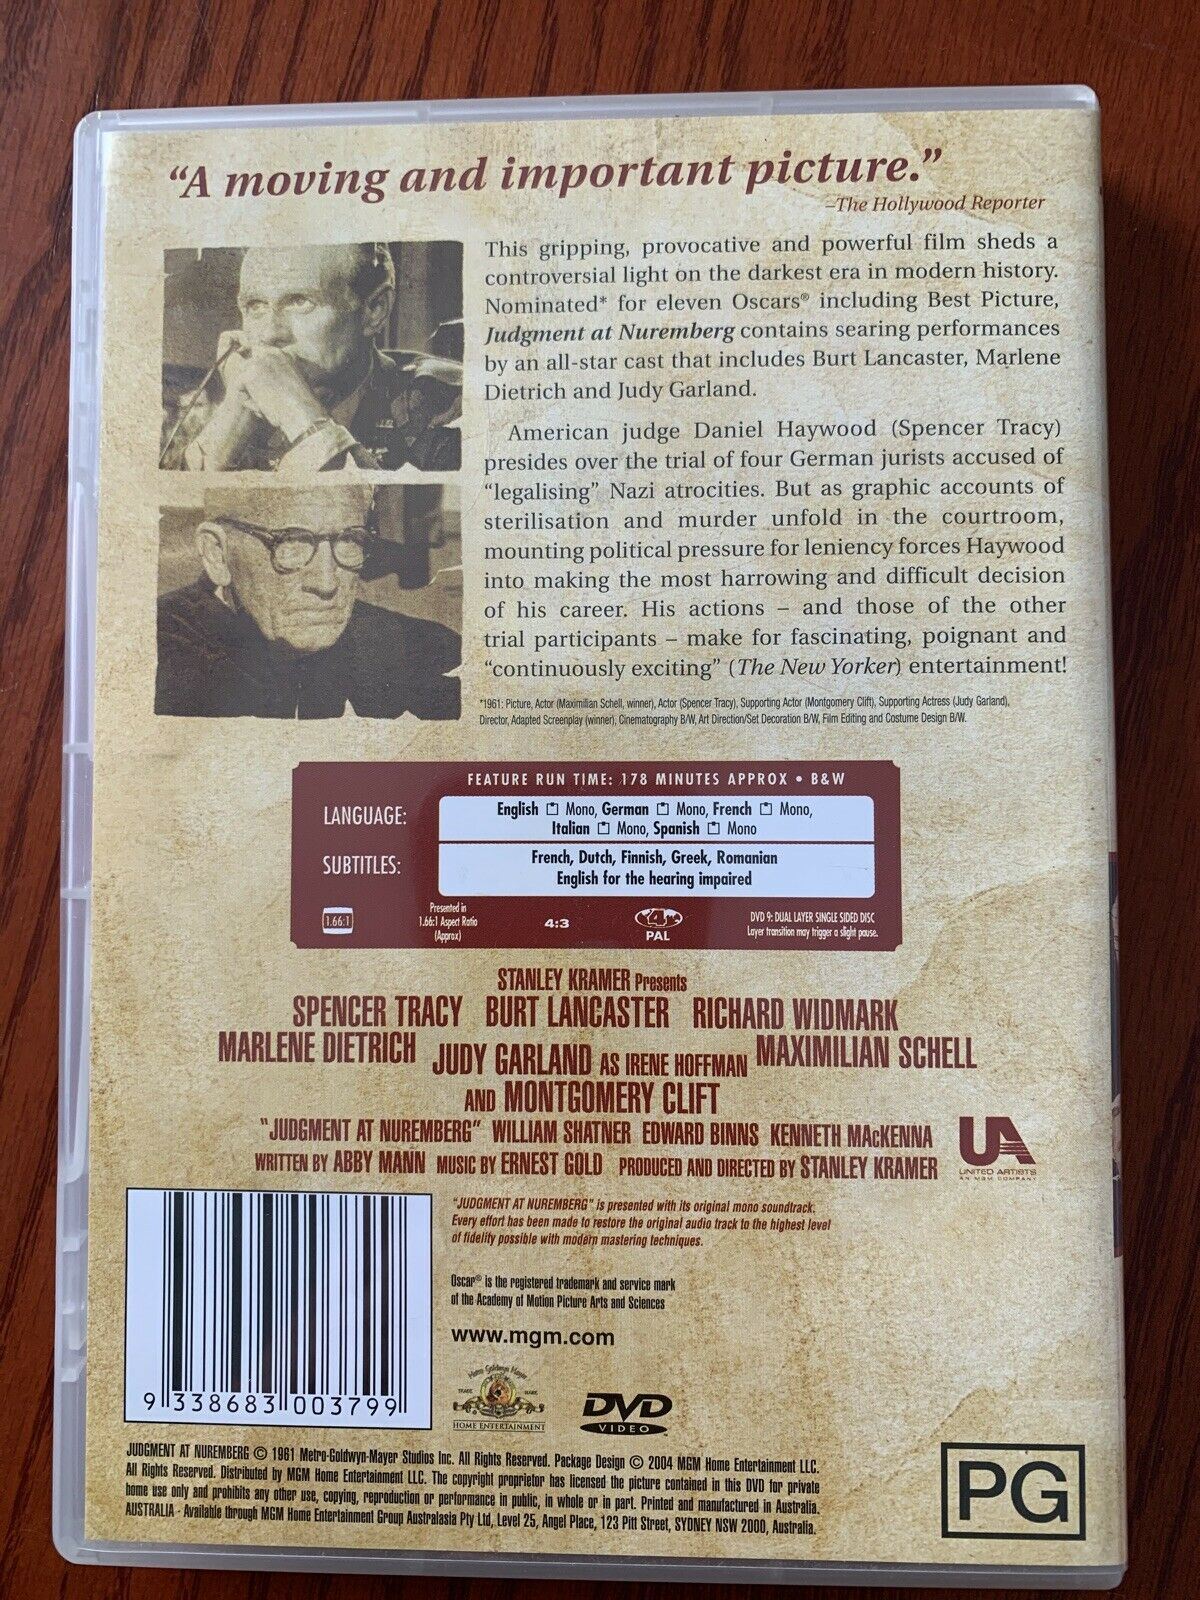 “A moving and important picture.”
–The Hollywood Reporter
This gripping, provocative and powerful film sheds a
controversial light on the darkest era in modern history.
Nominated* for eleven Oscars® including Best Picture,
Judgment at Nuremberg contains searing performances
by an all-star cast that includes Burt Lancaster, Marlene
Dietrich and Judy Garland.
American judge Daniel Haywood (Spencer Tracy)
presides over the trial of four German jurists accused of
“legalising” Nazi atrocities. But as graphic accounts of
sterilisation and murder unfold in the courtroom,
mounting political pressure for leniency forces Haywood
into making the most harrowing and difficult decision
of his career. His actions – and those of the other
trial participants – make for fascinating, poignant and
“continuously exciting” (The New Yorker) entertainment!
*1961: Picture, Actor (Maximilian Schell, winner), Actor (Spencer Tracy), Supporting Actor (Montgomery Clift), Supporting Actress (Judy Garland),
Director, Adapted Screenplay (winner), Cinematography B/W, Art Direction/Set Decoration B/W, Film Editing and Costume Design B/W.
FEATURE RUN TIME: 178 MINUTES APPROX • B&W
LANGUAGE:
English Mono, German Mono, French Mono,
Italian Mono, Spanish Mono
SUBTITLES:
French, Dutch, Finnish, Greek, Romanian
English for the hearing impaired
1.66:1
Presented in
1.66:1 Aspect Ratio
(Approx)
4:3
4
PAL
DVD 9: DUAL LAYER SINGLE SIDED DISC
Layer transition may trigger a slight pause.
STANLEY KRAMER Presents
SPENCER TRACY BURT LANCASTER RICHARD WIDMARK
MARLENE DIETRICH JUDY GARLAND AS IRENE HOFFMAN MAXIMILIAN SCHELL
AND MONTGOMERY CLIFT
“JUDGMENT AT NUREMBERG” WILLIAM SHATNER EDWARD BINNS KENNETH MACKENNA
WRITTEN BY ABBY MANN MUSIC BY ERNEST GOLD PRODUCED AND DIRECTED BY STANLEY KRAMER
UA
UNITED ARTISTS
AN MGM COMPANY
“JUDGMENT AT NUREMBERG” is presented with its original mono soundtrack.
Every effort has been made to restore the original audio track to the highest level
of fidelity possible with modern mastering techniques.
Oscar® is the registered trademark and service mark
of the Academy of Motion Picture Arts and Sciences
www.mgm.com
9 338683 003799
Metro Goldwyn Mayer
TRADE MARK
HOME ENTERTAINMENT
DVD
VIDEO
JUDGMENT AT NUREMBERG © 1961 Metro-Goldwyn-Mayer Studios Inc. All Rights Reserved. Package Design © 2004 MGM Home Entertainment LLC.
All Rights Reserved. Distributed by MGM Home Entertainment LLC. The copyright proprietor has licensed the picture contained in this DVD for private
home use only and prohibits any other use, copying, reproduction or performance in public, in whole or in part. Printed and manufactured in Australia.
AUSTRALIA - Available through MGM Home Entertainment Group Australasia Pty Ltd, Level 25, Angel Place, 123 Pitt Street, SYDNEY NSW 2000, Australia.
PG